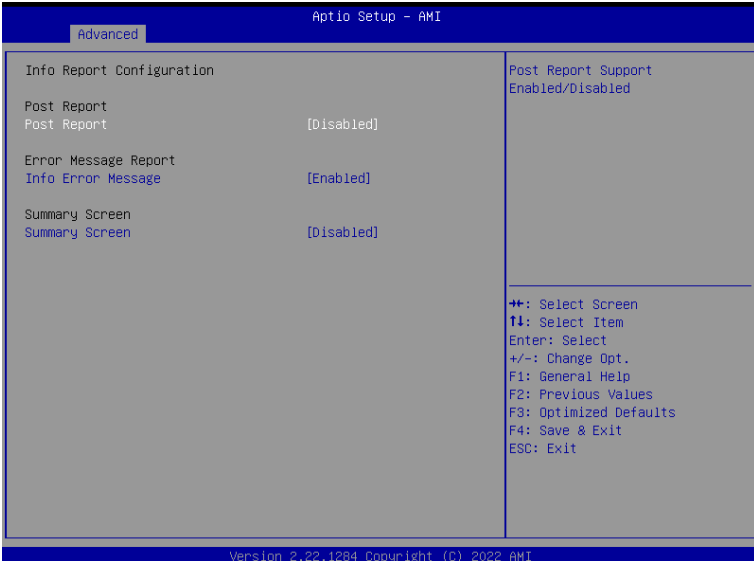 Aptio Setup – AMI
Advanced
Info Report Configuration
Post Report
Post Report [Disabled]
Error Message Report
Info Error Message [Enabled]
Summary Screen
Summary Screen [Disabled]
Post Report Support
Enabled/Disabled
→←: Select Screen
↑↓: Select Item
Enter: Select
+/-: Change Opt.
F1: General Help
F2: Previous Values
F3: Optimized Defaults
F4: Save & Exit
ESC: Exit
Version 2.22.1284 Copyright (C) 2022 AMI